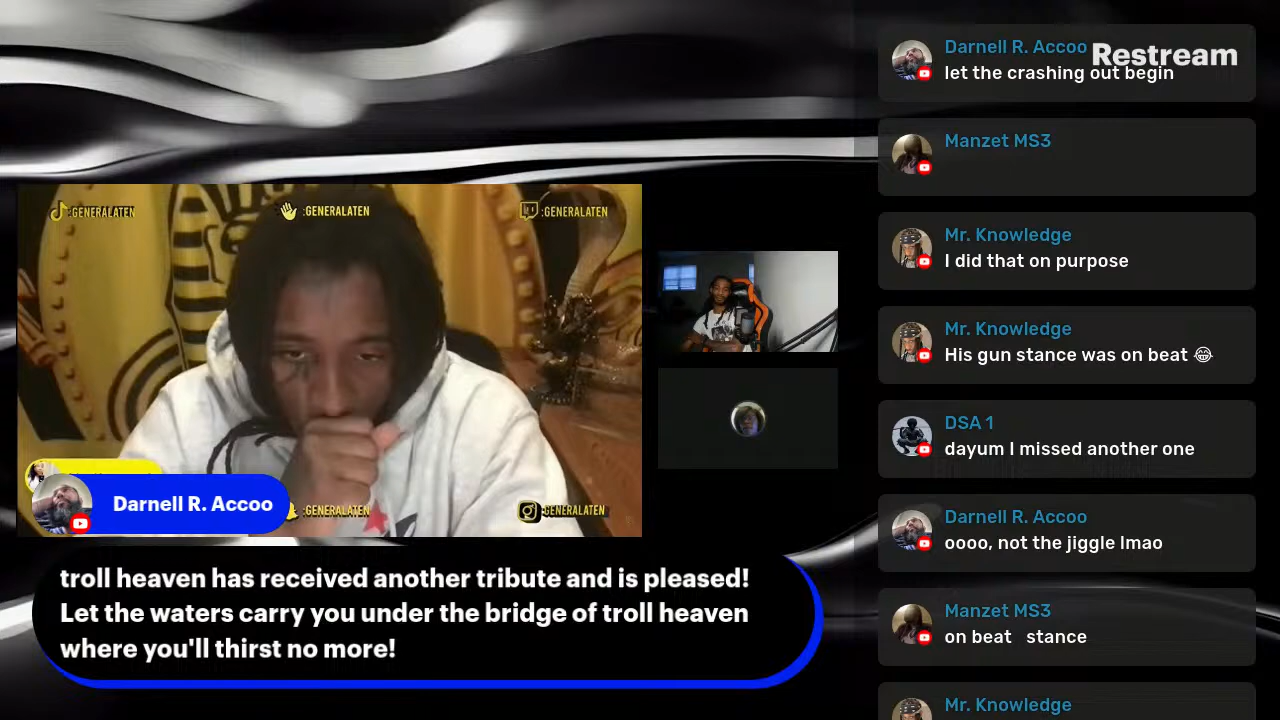 :GENERALATEN
:GENERALATEN
:GENERALATEN
Darnell R. Accoo
:GENERALATEN
:GENERALATEN
troll heaven has received another tribute and is pleased!
Let the waters carry you under the bridge of troll heaven
where you'll thirst no more!
Restream
Darnell R. Accoo
let the crashing out begin
Manzet MS3
Mr. Knowledge
I did that on purpose
Mr. Knowledge
His gun stance was on beat 😂
DSA 1
dayum I missed another one
Darnell R. Accoo
oooo, not the jiggle lmao
Manzet MS3
on beat stance
Mr. Knowledge